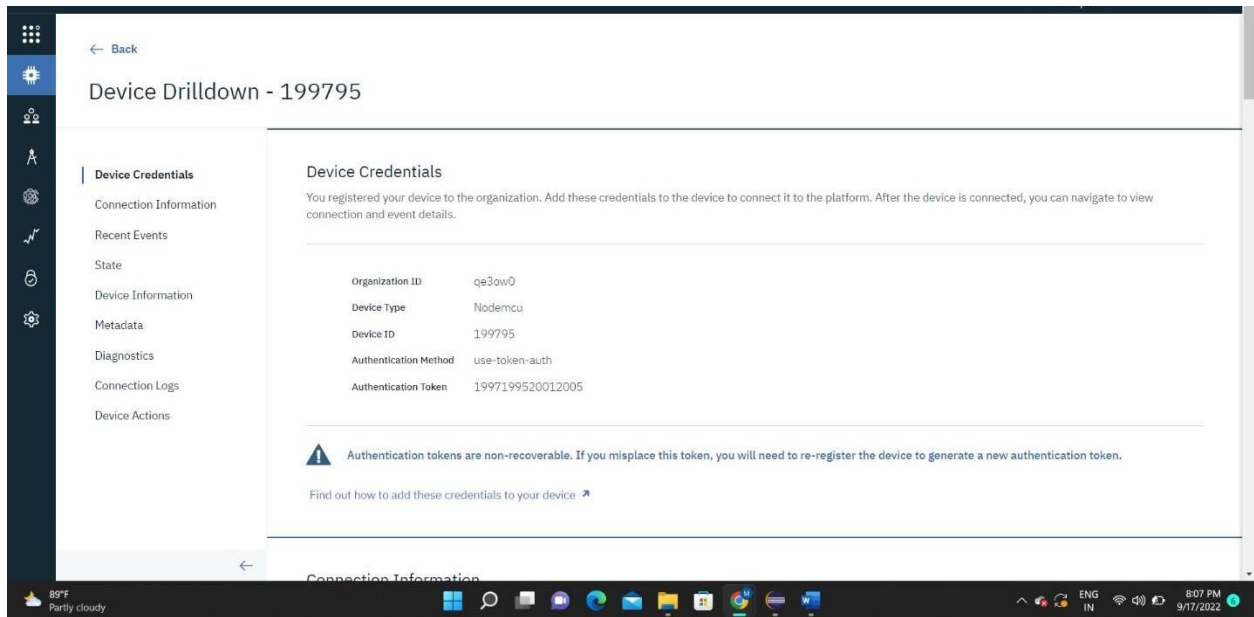 Back
Device Drilldown - 199795
Device Credentials
Connection Information
Recent Events
State
Device Information
Metadata
Diagnostics
Connection Logs
Device Actions
Device Credentials
You registered your device to the organization. Add these credentials to the device to connect it to the platform. After the device is connected, you can navigate to view
connection and event details.
Organization ID qe3ow0
Device Type Nodemcu
Device ID 199795
Authentication Method use-token-auth
Authentication Token 1997199520012005
Authentication tokens are non-recoverable. If you misplace this token, you will need to re-register the device to generate a new authentication token.
Find out how to add these credentials to your device
Connection Information
89°F
Partly cloudy
ENG
IN
8:07 PM
9/17/2022
6